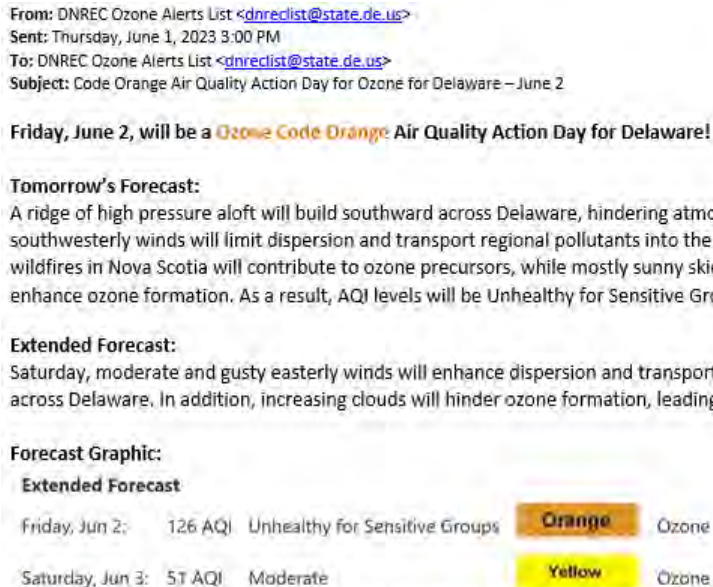 From: DNREC Ozone Alerts List <dnreclist@state.de.us>
Sent: Thursday, June 1, 2023 3:00 PM
To: DNREC Ozone Alerts List <dnreclist@state.de.us>
Subject: Code Orange Air Quality Action Day for Ozone for Delaware – June 2
Friday, June 2, will be a Ozone Code Orange Air Quality Action Day for Delaware!
Tomorrow's Forecast:
A ridge of high pressure aloft will build southward across Delaware, hindering atmo
southwesterly winds will limit dispersion and transport regional pollutants into the
wildfires in Nova Scotia will contribute to ozone precursors, while mostly sunny skie
enhance ozone formation. As a result, AQI levels will be Unhealthy for Sensitive Gro
Extended Forecast:
Saturday, moderate and gusty easterly winds will enhance dispersion and transport
across Delaware. In addition, increasing clouds will hinder ozone formation, leading
Forecast Graphic:
Extended Forecast
Friday, Jun 2: 126 AQI Unhealthy for Sensitive Groups Orange Ozone
Saturday, Jun 3: 51 AQI Moderate Yellow Ozone